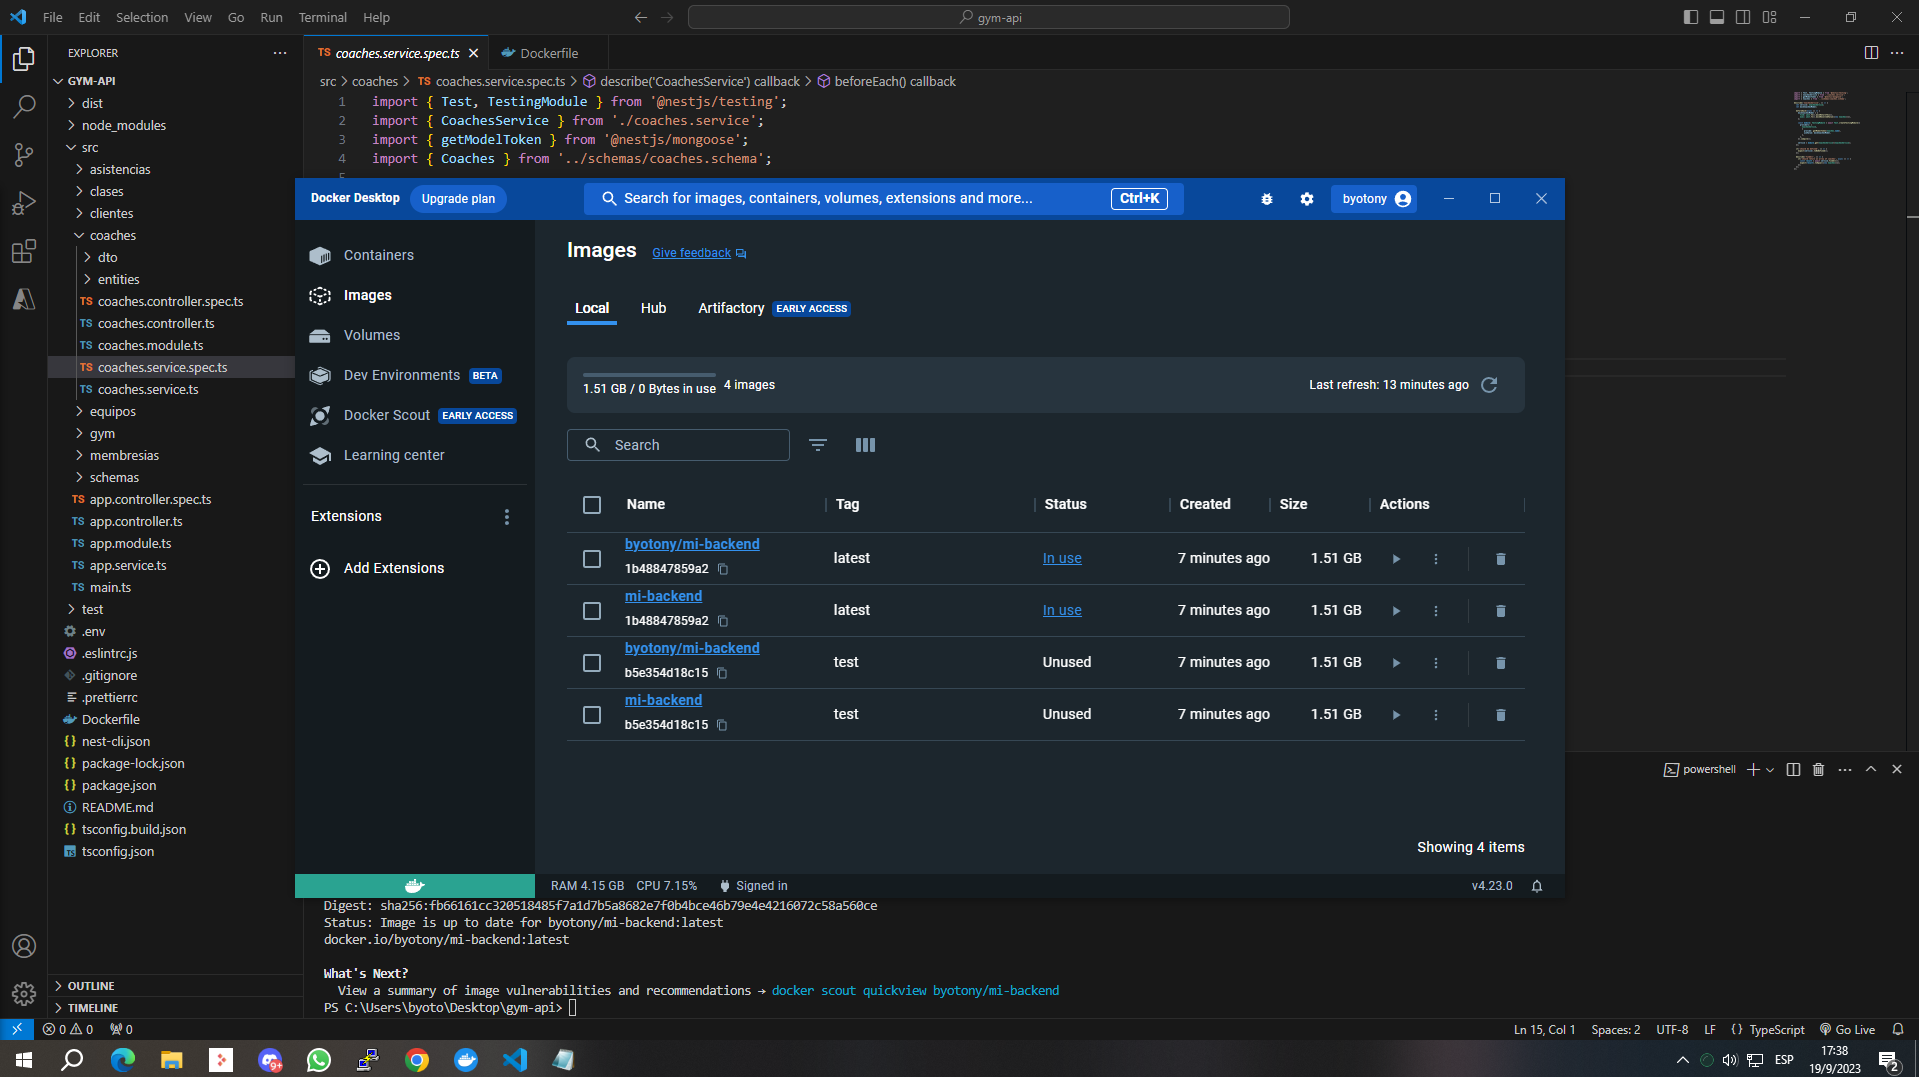 File Edit Selection View Go Run Terminal Help
gym-api
EXPLORER
GYM-API
dist
node_modules
src
asistencias
clases
clientes
coaches
dto
entities
TS coaches.controller.spec.ts
TS coaches.controller.ts
TS coaches.module.ts
TS coaches.service.spec.ts
TS coaches.service.ts
equipos
gym
membresias
schemas
TS app.controller.spec.ts
TS app.controller.ts
TS app.module.ts
TS app.service.ts
TS main.ts
test
.env
.eslintrc.js
.gitignore
.prettierrc
Dockerfile
{} nest-cli.json
{} package-lock.json
{} package.json
README.md
{} tsconfig.build.json
TS tsconfig.json
OUTLINE
TIMELINE
TS coaches.service.spec.ts
Dockerfile
src > coaches > TS coaches.service.spec.ts > describe('CoachesService') callback > beforeEach() callback
1 import { Test, TestingModule } from '@nestjs/testing';
2 import { CoachesService } from './coaches.service';
3 import { getModelToken } from '@nestjs/mongoose';
4 import { Coaches } from '../schemas/coaches.schema';
5
Docker Desktop Upgrade plan
Search for images, containers, volumes, extensions and more... Ctrl+K
byotony
Containers
Images
Volumes
Dev Environments BETA
Docker Scout EARLY ACCESS
Learning center
Extensions
Add Extensions
Images Give feedback
Local Hub Artifactory EARLY ACCESS
1.51 GB / 0 Bytes in use 4 images
Last refresh: 13 minutes ago
Search
Name Tag Status Created Size Actions
byotony/mi-backend
1b48847859a2
latest In use 7 minutes ago 1.51 GB
mi-backend
1b48847859a2
latest In use 7 minutes ago 1.51 GB
byotony/mi-backend
b5e354d18c15
test Unused 7 minutes ago 1.51 GB
mi-backend
b5e354d18c15
test Unused 7 minutes ago 1.51 GB
Showing 4 items
RAM 4.15 GB CPU 7.15% Signed in
v4.23.0
powershell
Digest: sha256:fb66161cc320518485f7a1d7b5a8682e7f0b4bce46b79e4e4216072c58a560ce
Status: Image is up to date for byotony/mi-backend:latest
docker.io/byotony/mi-backend:latest
What's Next?
View a summary of image vulnerabilities and recommendations → docker scout quickview byotony/mi-backend
PS C:\Users\byoto\Desktop\gym-api>
0 0 0
Ln 15, Col 1 Spaces: 2 UTF-8 LF {} TypeScript Go Live
9+
ESP
17:38
19/9/2023
2